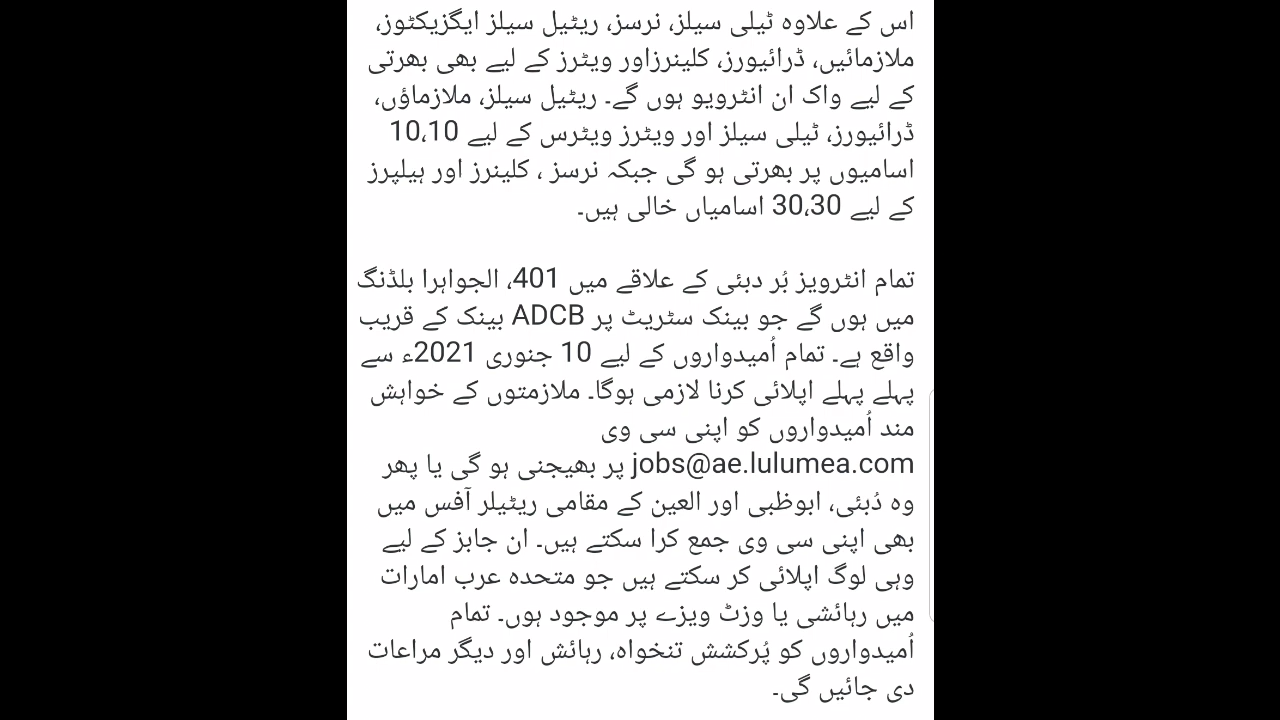 اس کے علاوہ ٹیلی سیلز، نرسز، ریٹیل سیلز ایگزیکٹوز،
ملازمائیں، ڈرائیورز، کلینرزاور ویٹرز کے لیے بھی بھرتی
کے لیے واک ان انٹرویو ہوں گے۔ ریٹیل سیلز، ملازماؤں،
ڈرائیورز، ٹیلی سیلز اور ویٹرز ویٹرس کے لیے 10،10
اسامیوں پر بھرتی ہو گی جبکہ نرسز ، کلینرز اور ہیلپرز
کے لیے 30،30 اسامیاں خالی ہیں۔
تمام انٹرویز بُر دبئی کے علاقے میں 401، الجواہرا بلڈنگ
میں ہوں گے جو بینک سٹریٹ پر ADCB بینک کے قریب
واقع ہے۔ تمام اُمیدواروں کے لیے 10 جنوری 2021ء سے
پہلے پہلے اپلائی کرنا لازمی ہوگا۔ ملازمتوں کے خواہش
مند اُمیدواروں کو اپنی سی وی
jobs@ae.lulumea.com پر بھیجنی ہو گی یا پھر
وہ دُبئی، ابوظبی اور العین کے مقامی ریٹیلر آفس میں
بھی اپنی سی وی جمع کرا سکتے ہیں۔ ان جابز کے لیے
وہی لوگ اپلائی کر سکتے ہیں جو متحدہ عرب امارات
میں رہائشی یا وزٹ ویزے پر موجود ہوں۔ تمام
اُمیدواروں کو پُرکشش تنخواہ، رہائش اور دیگر مراعات
دی جائیں گی۔